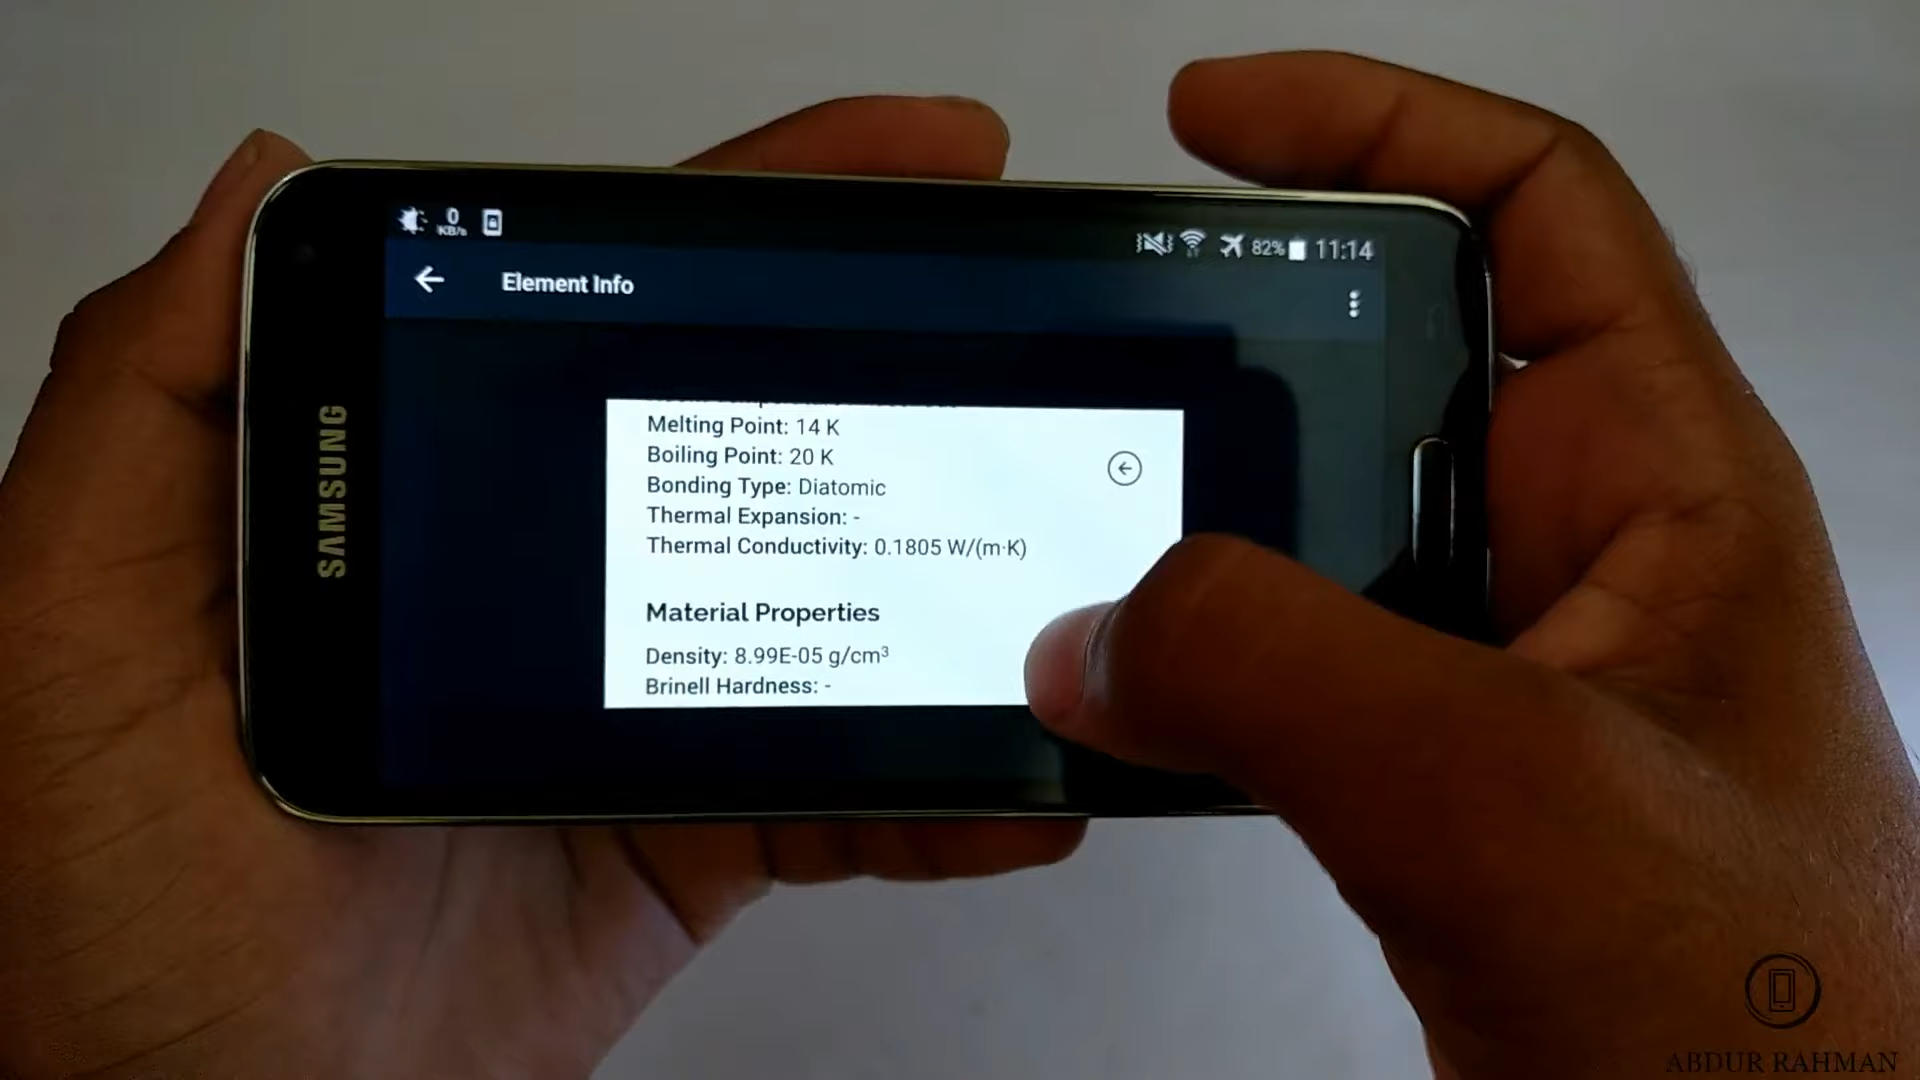 SAMSUNG
0
KB/s
82% 11:14
Element Info
Melting Point: 14 K
Boiling Point: 20 K
Bonding Type: Diatomic
Thermal Expansion: -
Thermal Conductivity: 0.1805 W/(m·K)
Material Properties
Density: 8.99E-05 g/cm³
Brinell Hardness: -
ABDUR RAHMAN